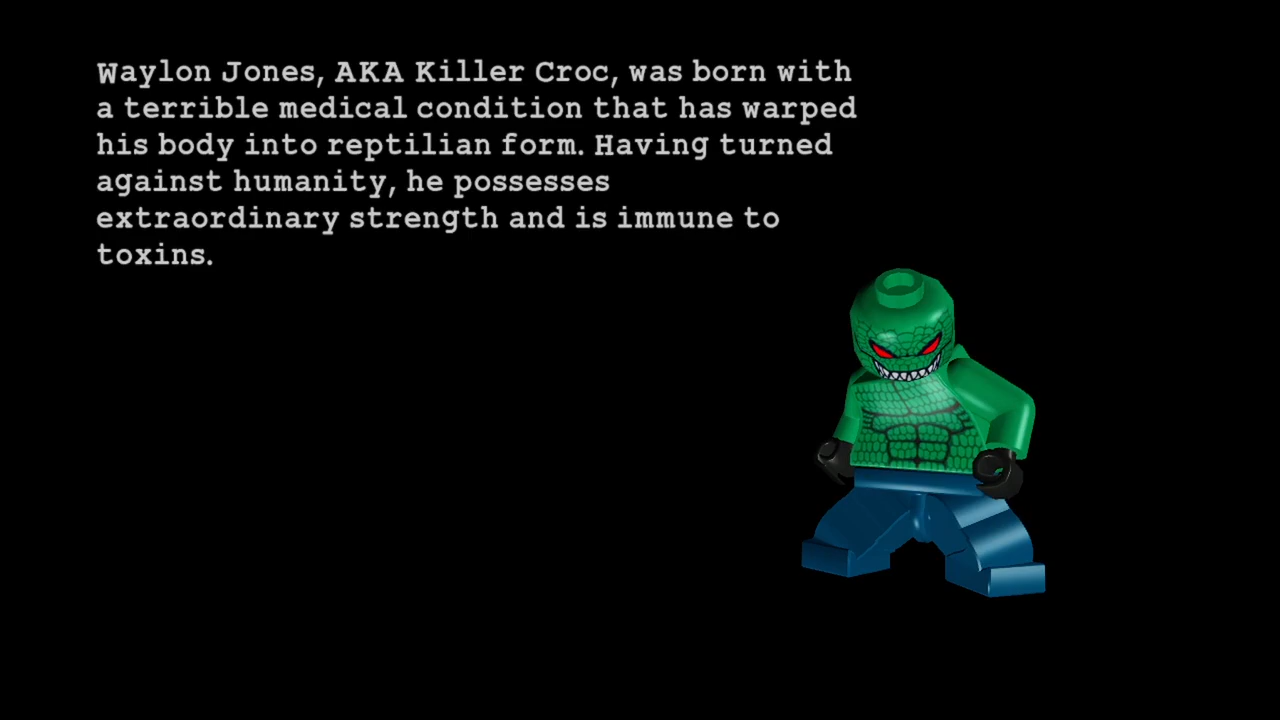 Waylon Jones, AKA Killer Croc, was born with
a terrible medical condition that has warped
his body into reptilian form. Having turned
against humanity, he possesses
extraordinary strength and is immune to
toxins.